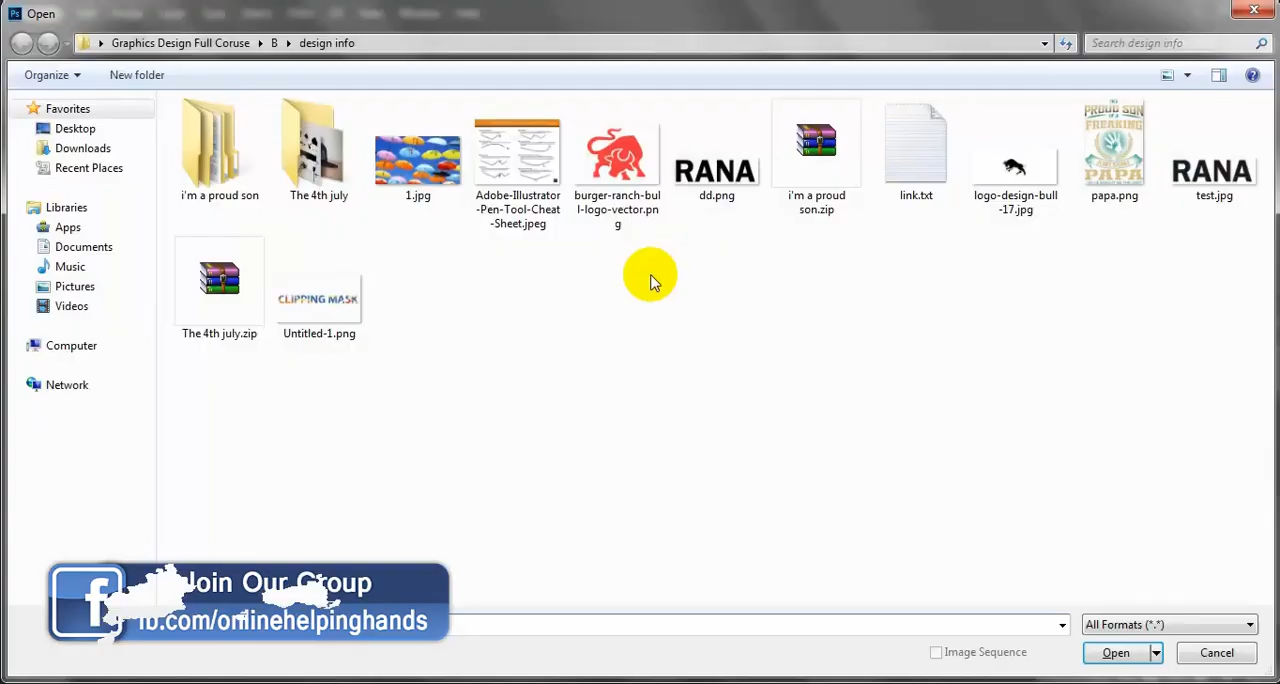 Open
Graphics Design Full Coruse
B
design info
Search design info
Organize
New folder
Favorites
Desktop
Downloads
Recent Places
Libraries
Apps
Documents
Music
Pictures
Videos
Computer
Network
i'm a proud son
The 4th july
1.jpg
Adobe-Illustrator
-Pen-Tool-Cheat
-Sheet.jpeg
burger-ranch-bul
l-logo-vector.pn
g
RANA
dd.png
i'm a proud
son.zip
link.txt
logo-design-bull
-17.jpg
PROUD SON
OF A
FREAKING
PAPA
papa.png
RANA
test.jpg
The 4th july.zip
CLIPPING MASK
Untitled-1.png
Join Our Group
fb.com/onlinehelpinghands
All Formats (*.*)
Image Sequence
Open
Cancel